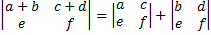 |a + b  c + d| = |a  c| + |b  d|
|e  f| |e  f| |e  f|